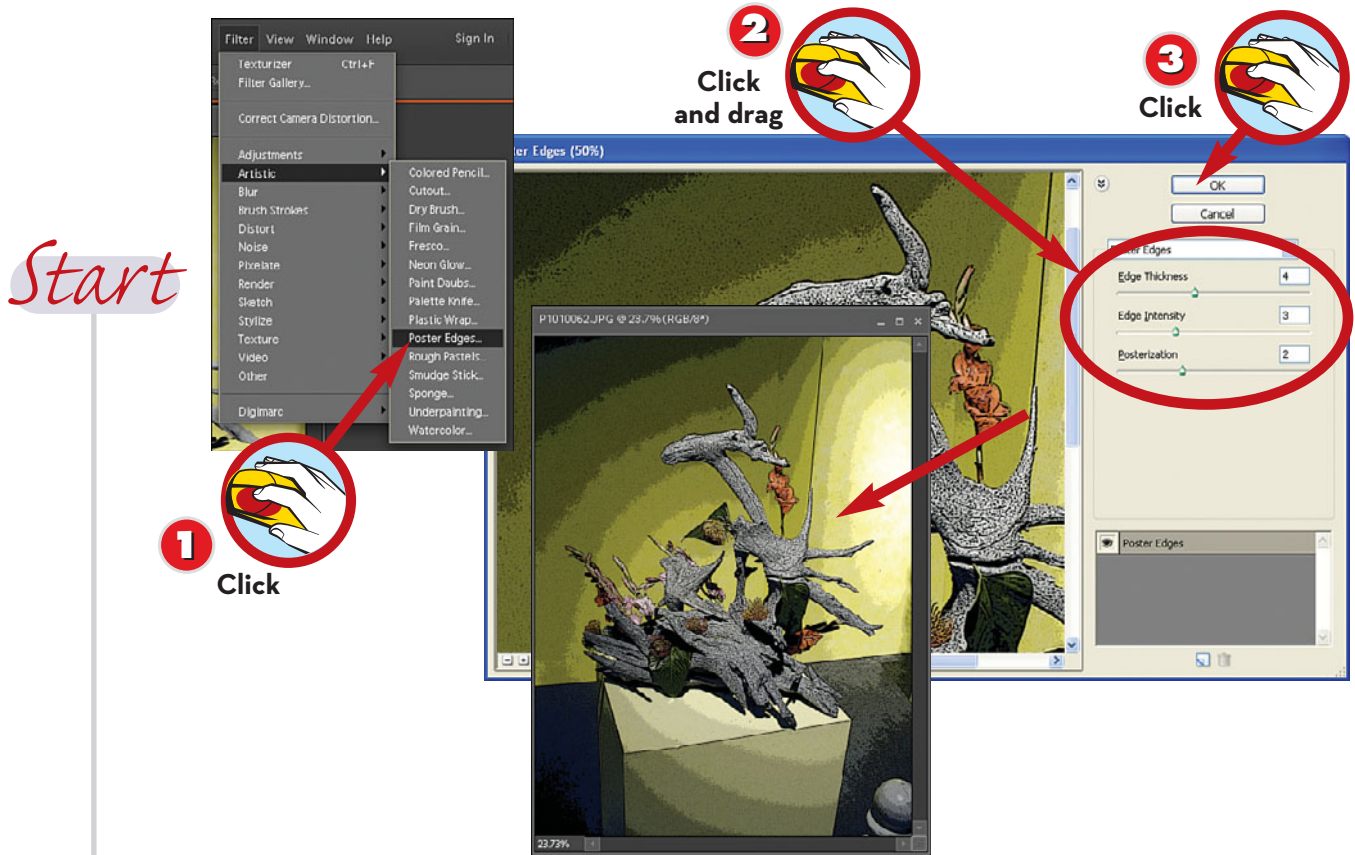 Start
Filter View Window Help Sign In
Texturizer Ctrl+F
Filter Gallery...
Correct Camera Distortion...
Adjustments
Artistic
Blur
Brush Strokes
Distort
Noise
Pixelate
Render
Sketch
Stylize
Texture
Video
Other
Digimarc
Colored Pencil...
Cutout...
Dry Brush...
Film Grain...
Fresco...
Neon Glow...
Paint Daubs...
Palette Knife...
Plastic Wrap...
Poster Edges...
Rough Pastels...
Smudge Stick...
Sponge...
Underpainting...
Watercolor...
1
Click
2
Click
and drag
3
Click
er Edges (50%)
OK
Cancel
ster Edges
Edge Thickness 4
Edge Intensity 3
Posterization 2
Poster Edges
P1010062.JPG @ 23.7%(RGB/8*)
23.73%